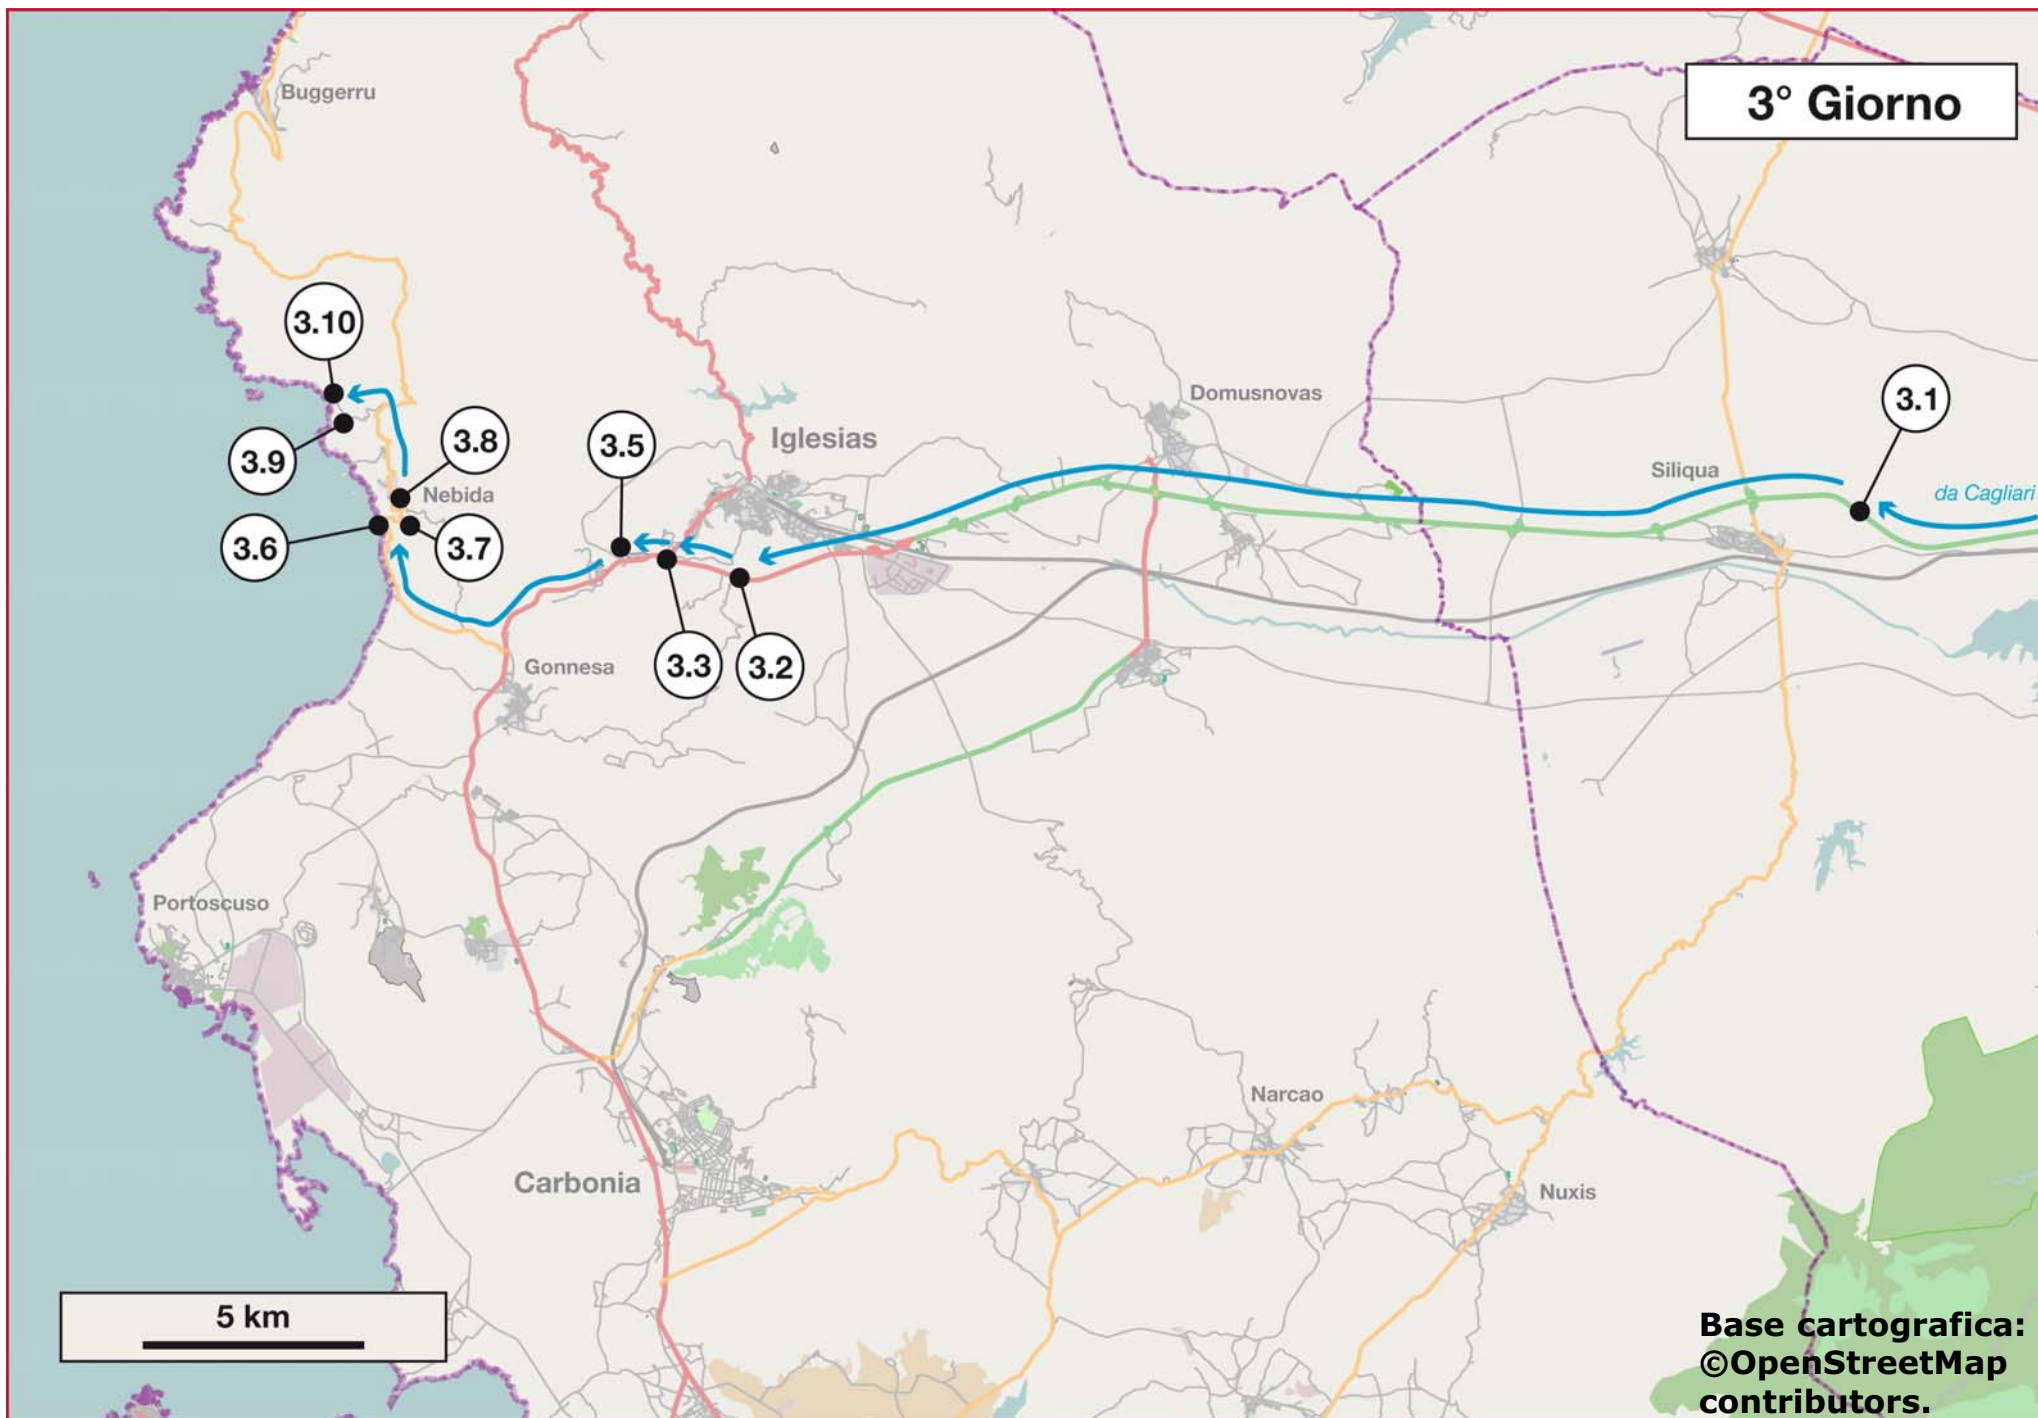 3° Giorno
Buggerru
3.10
Domusnovas
3.1
3.9
3.8
3.5
Iglesias
Siliqua
da Cagliari
Nebida
3.6
3.7
3.3
3.2
Gonnesa
Portoscuso
Narcao
Carbonia
Nuxis
5 km
Base cartografica:
©OpenStreetMap
contributors.